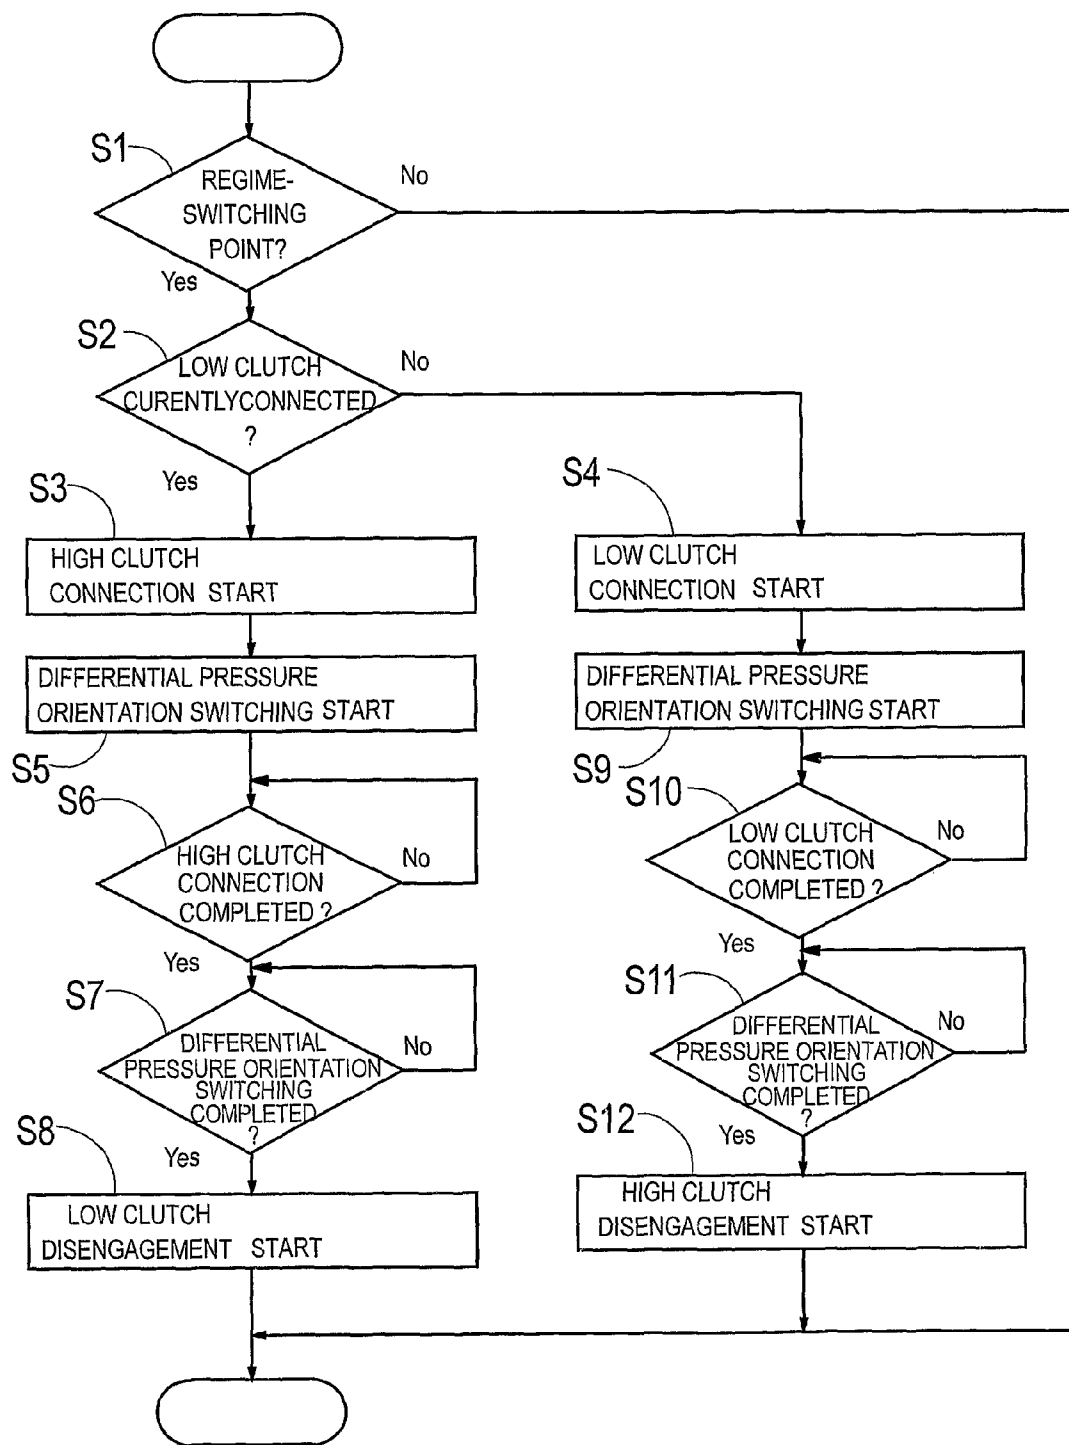 S1
REGIME-
SWITCHING
POINT?
No
Yes
S2
LOW CLUTCH
CURENTLYCONNECTED
?
No
Yes
S3
HIGH CLUTCH
CONNECTION START
S4
LOW CLUTCH
CONNECTION START
DIFFERENTIAL PRESSURE
ORIENTATION SWITCHING START
S5
DIFFERENTIAL PRESSURE
ORIENTATION SWITCHING START
S9
S6
HIGH CLUTCH
CONNECTION
COMPLETED ?
No
Yes
S10
LOW CLUTCH
CONNECTION
COMPLETED ?
No
Yes
S7
DIFFERENTIAL
PRESSURE ORIENTATION
SWITCHING
COMPLETED
?
No
Yes
S11
DIFFERENTIAL
PRESSURE ORIENTATION
SWITCHING
COMPLETED
?
No
Yes
S8
LOW CLUTCH
DISENGAGEMENT START
S12
HIGH CLUTCH
DISENGAGEMENT START